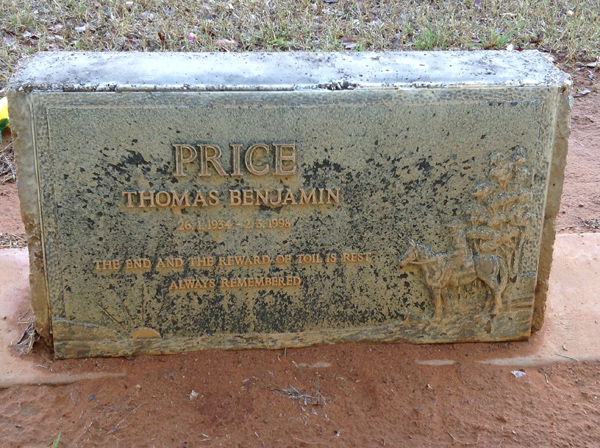 PRICE
THOMAS BENJAMIN
26.1.1934 - 2.3.1996
THE END AND THE REWARD OF TOIL IS REST
ALWAYS REMEMBERED